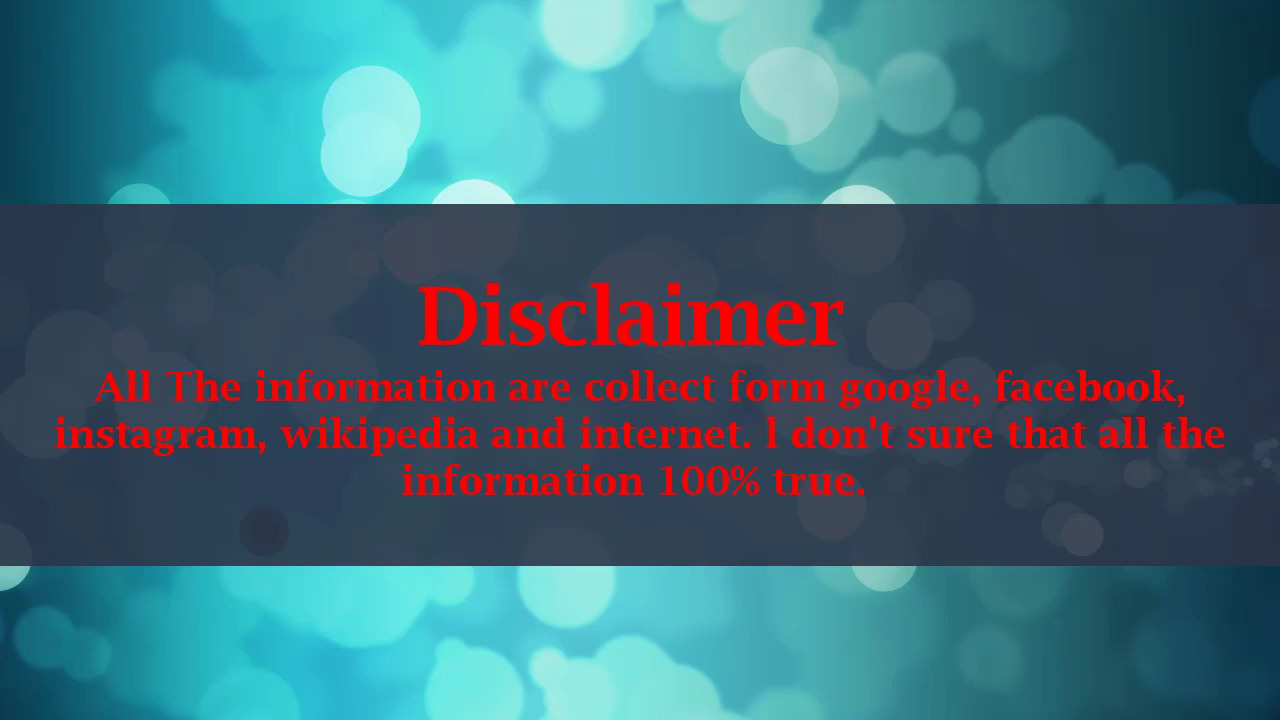 Disclaimer
All The information are collect form google, facebook,
instagram, wikipedia and internet. I don't sure that all the
information 100% true.